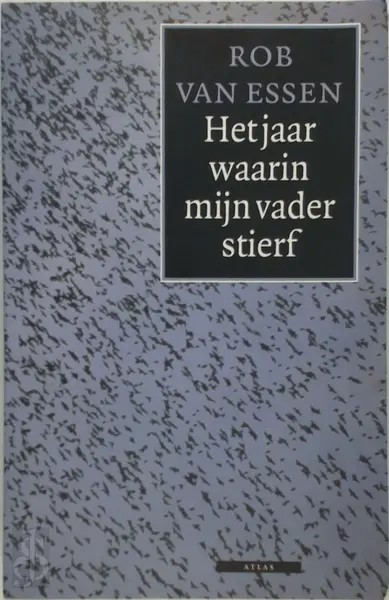 ROB
VAN ESSEN
Het jaar
waarin
mijn vader
stierf
ATLAS